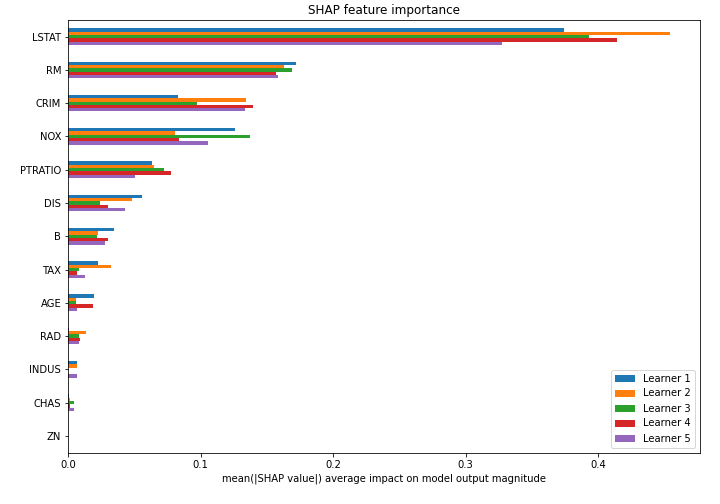 SHAP feature importance
LSTAT
RM
CRIM
NOX
PTRATIO
DIS
B
TAX
AGE
RAD
INDUS
CHAS
ZN
Learner 1
Learner 2
Learner 3
Learner 4
Learner 5
0.0 0.1 0.2 0.3 0.4
mean(|SHAP value|) average impact on model output magnitude